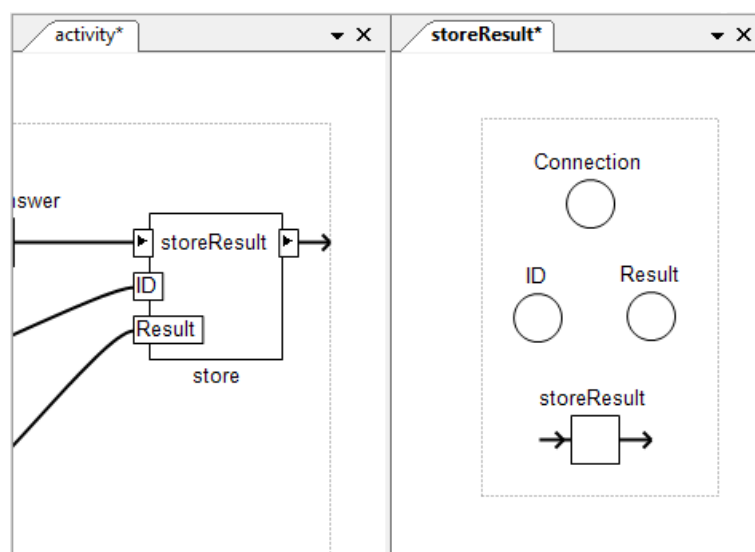 activity*
storeResult*
swer
storeResult
ID
Result
store
Connection
ID
Result
storeResult